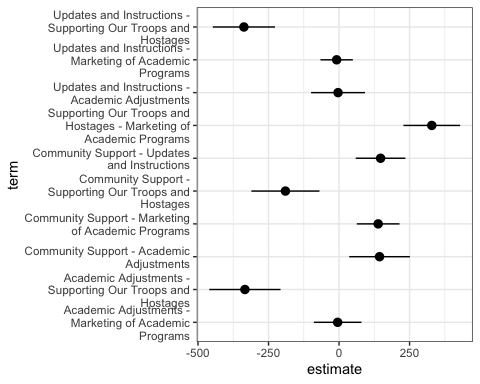 Updates and Instructions -
Supporting Our Troops and
Hostages
Updates and Instructions -
Marketing of Academic
Programs
Updates and Instructions -
Academic Adjustments
Supporting Our Troops and
Hostages - Marketing of
Academic Programs
Community Support - Updates
and Instructions
Community Support -
Supporting Our Troops and
Hostages
Community Support - Marketing
of Academic Programs
Community Support - Academic
Adjustments
Academic Adjustments -
Supporting Our Troops and
Hostages
Academic Adjustments -
Marketing of Academic
Programs
term
-500 -250 0 250
estimate